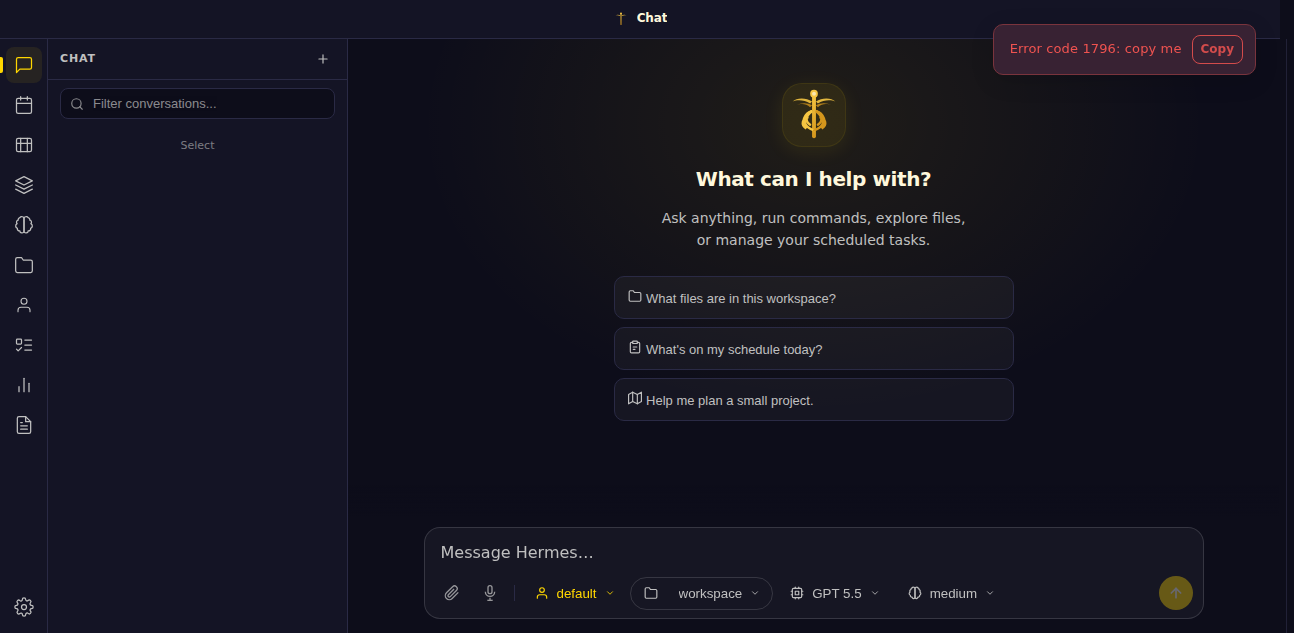 Chat
Error code 1796: copy me
Copy
CHAT
Filter conversations...
Select
What can I help with?
Ask anything, run commands, explore files,
or manage your scheduled tasks.
What files are in this workspace?
What's on my schedule today?
Help me plan a small project.
Message Hermes...
default
workspace
GPT 5.5
medium